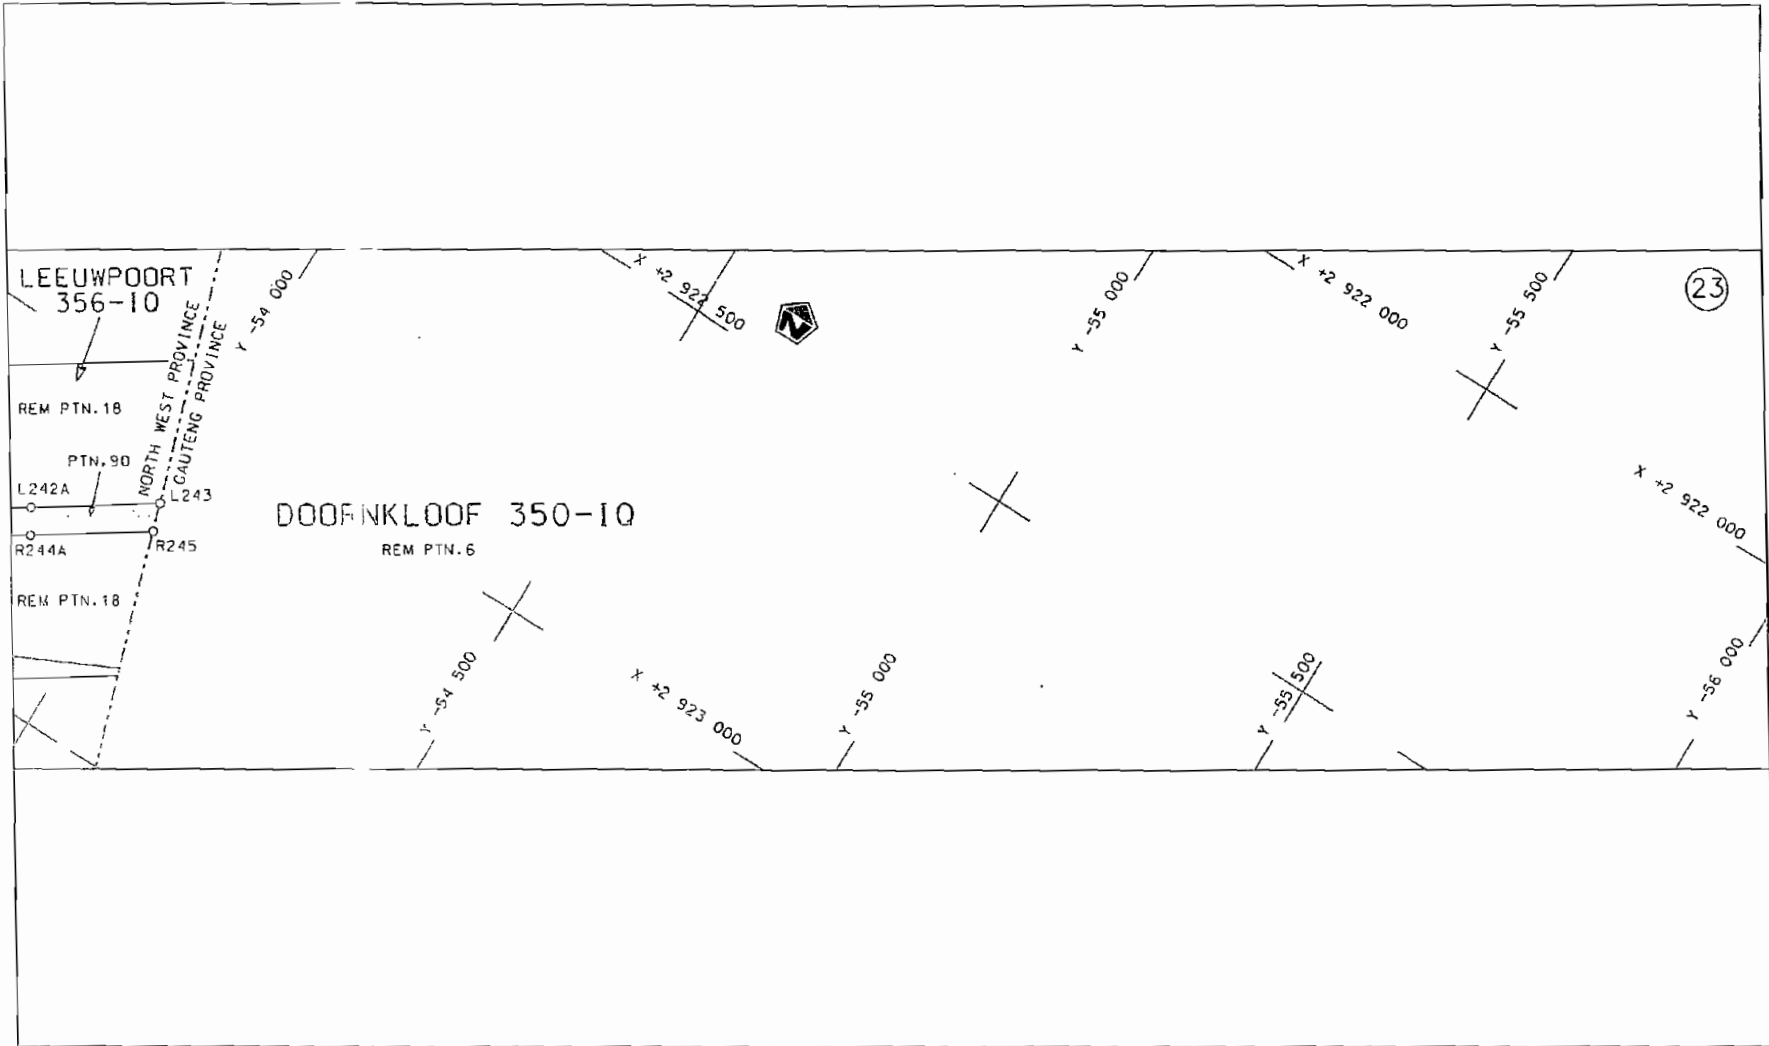 LEEUWPOORT
356-IQ
NORTH WEST PROVINCE
GAUTENG PROVINCE
Y -54 000
X +2 922 500
N
Y -55 000
X +2 922 000
Y -55 500
23
REM PTN.18
PTN.90
L242A
L243
R244A
R245
REM PTN.18
DOORNKLOOF 350-IQ
REM PTN.6
X +2 922 000
Y -54 500
X +2 923 000
Y -55 000
Y -55 500
Y -56 000